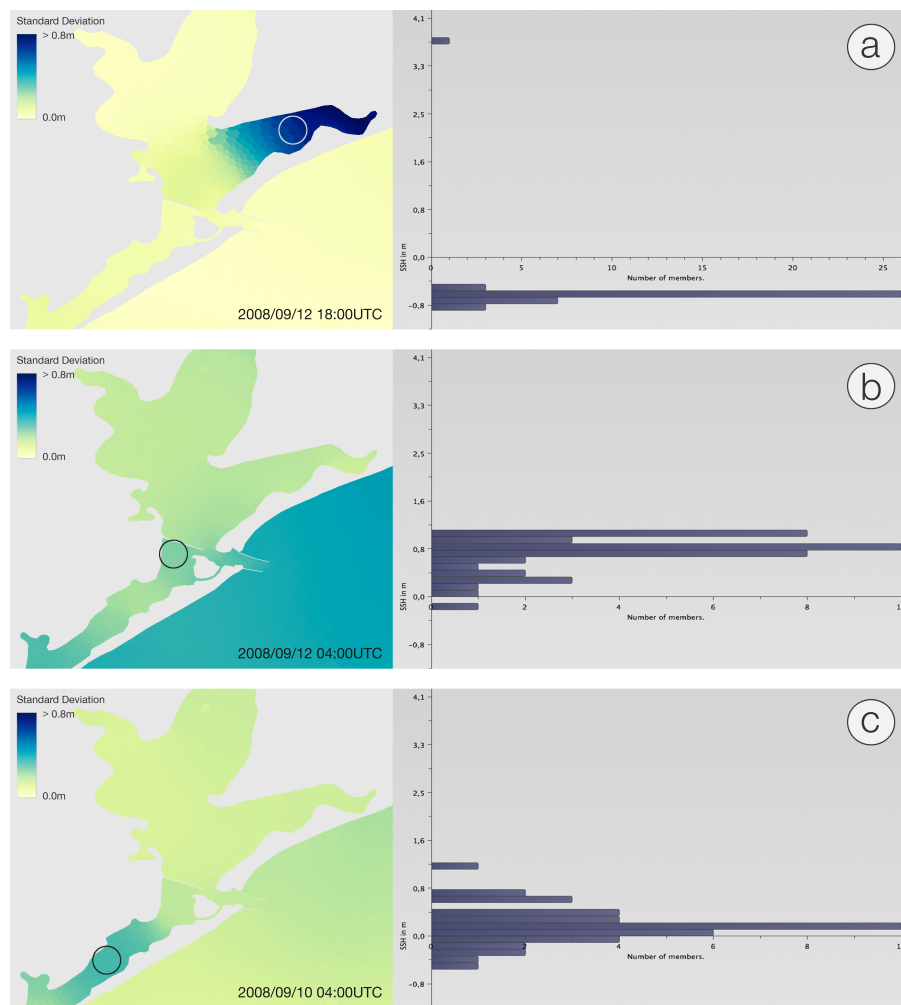 Standard Deviation
> 0.8m
0.0m
2008/09/12 18:00UTC
4,1
3,3
2,5
1,6
0,8
0,0
-0,8
SSH in m
0
5
10
15
20
25
Number of members.
a
Standard Deviation
> 0.8m
0.0m
2008/09/12 04:00UTC
4,1
3,3
2,5
1,6
0,8
0,0
-0,8
SSH in m
0
2
4
6
8
10
Number of members.
b
Standard Deviation
> 0.8m
0.0m
2008/09/10 04:00UTC
4,1
3,3
2,5
1,6
0,8
0,0
-0,8
SSH in m
0
2
4
6
8
10
Number of members.
c